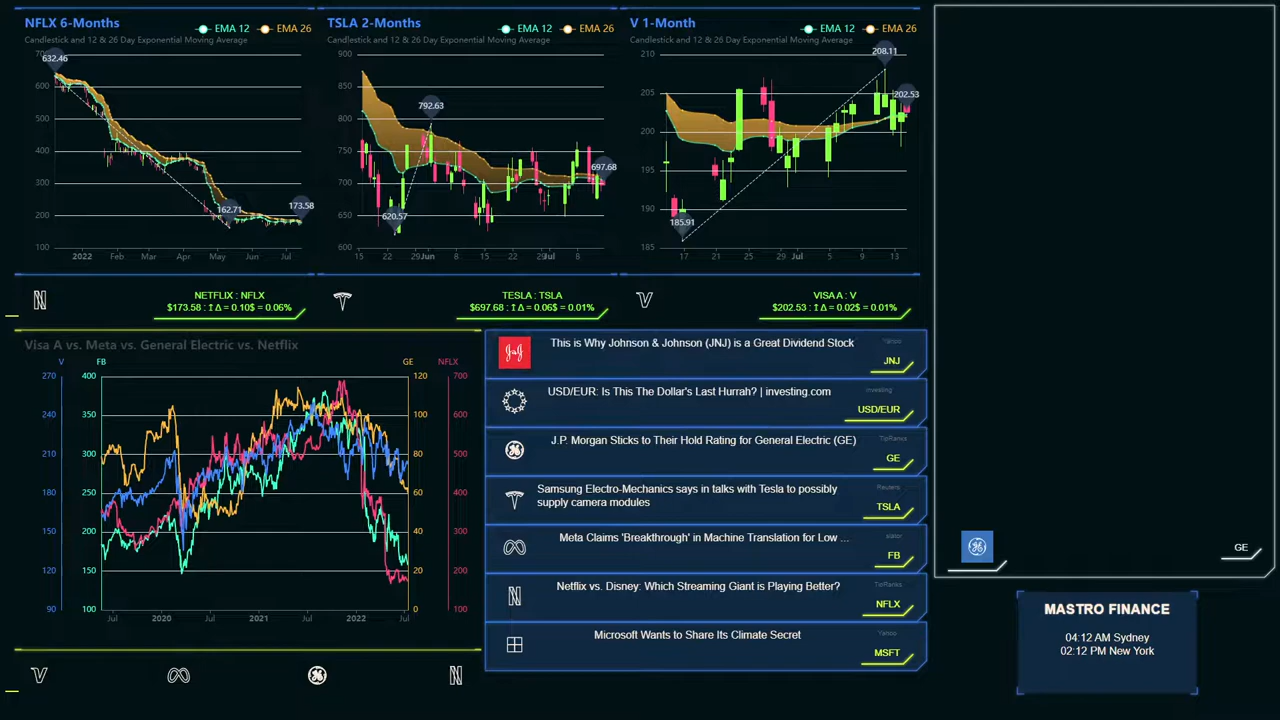 NFLX 6-Months
EMA 12 EMA 26
Candlestick and 12 & 26 Day Exponential Moving Average
632.46
162.71
173.58
600
500
400
300
200
100
2022 Feb Mar Apr May Jun Jul
TSLA 2-Months
EMA 12 EMA 26
Candlestick and 12 & 26 Day Exponential Moving Average
900
850
800
750
700
650
600
792.63
620.57
697.68
15 22 29 Jun 8 15 22 29 Jul 8
V 1-Month
EMA 12 EMA 26
Candlestick and 12 & 26 Day Exponential Moving Average
210
205
200
195
190
185
208.11
202.53
185.91
17 21 25 29 Jul 5 9 13
NETFLIX : NFLX
$173.58 : ↥ Δ = 0.10$ = 0.06%
TESLA : TSLA
$697.68 : ↥ Δ = 0.06$ = 0.01%
VISA A : V
$202.53 : ↥ Δ = 0.02$ = 0.01%
Visa A vs. Meta vs. General Electric vs. Netflix
V FB GE NFLX
270 400 120 700
240 350 100 600
210 300 80 500
180 250 60 400
150 200 40 300
120 150 20 200
90 100 0 100
Jul 2020 Jul 2021 Jul 2022 Jul
This is Why Johnson & Johnson (JNJ) is a Great Dividend Stock
Yahoo
JNJ
USD/EUR: Is This The Dollar's Last Hurrah? | investing.com
Investing
USD/EUR
J.P. Morgan Sticks to Their Hold Rating for General Electric (GE)
TipRanks
GE
Samsung Electro-Mechanics says in talks with Tesla to possibly
supply camera modules
Reuters
TSLA
Meta Claims 'Breakthrough' in Machine Translation for Low ...
slator
FB
Netflix vs. Disney: Which Streaming Giant is Playing Better?
TipRanks
NFLX
Microsoft Wants to Share Its Climate Secret
Yahoo
MSFT
GE
MASTRO FINANCE
04:12 AM Sydney
02:12 PM New York